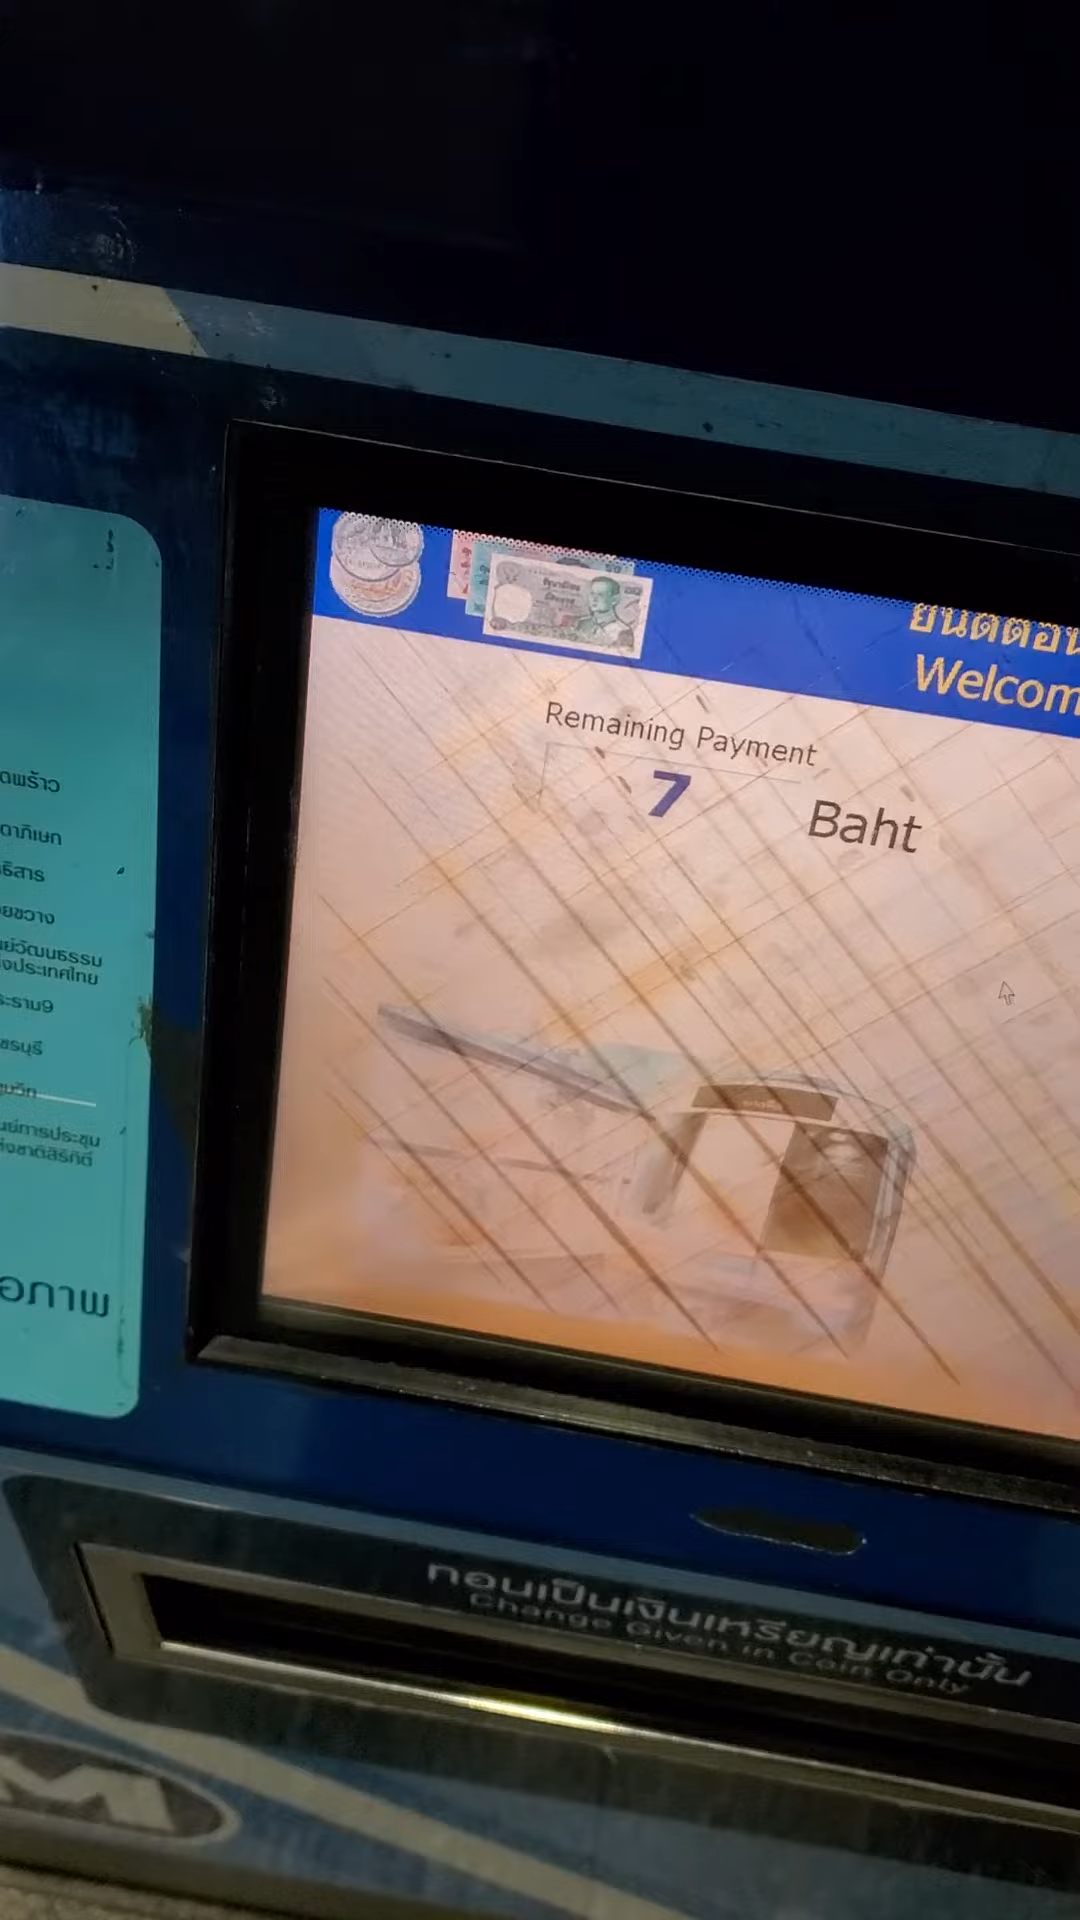 ยินดีต้อน
Welcom
Remaining Payment
7 Baht
ดพร้าว
ดาภิเษก
ธิสาร
ยขวาง
ย์วัฒนธรรม
งประเทศไทย
ะราม9
ชรบุรี
นย์การประชุม
ห่งชาติสิริกิติ์
อภาพ
ทอนเป็นเงินเหรียญเท่านั้น
Change Given in Coin Only